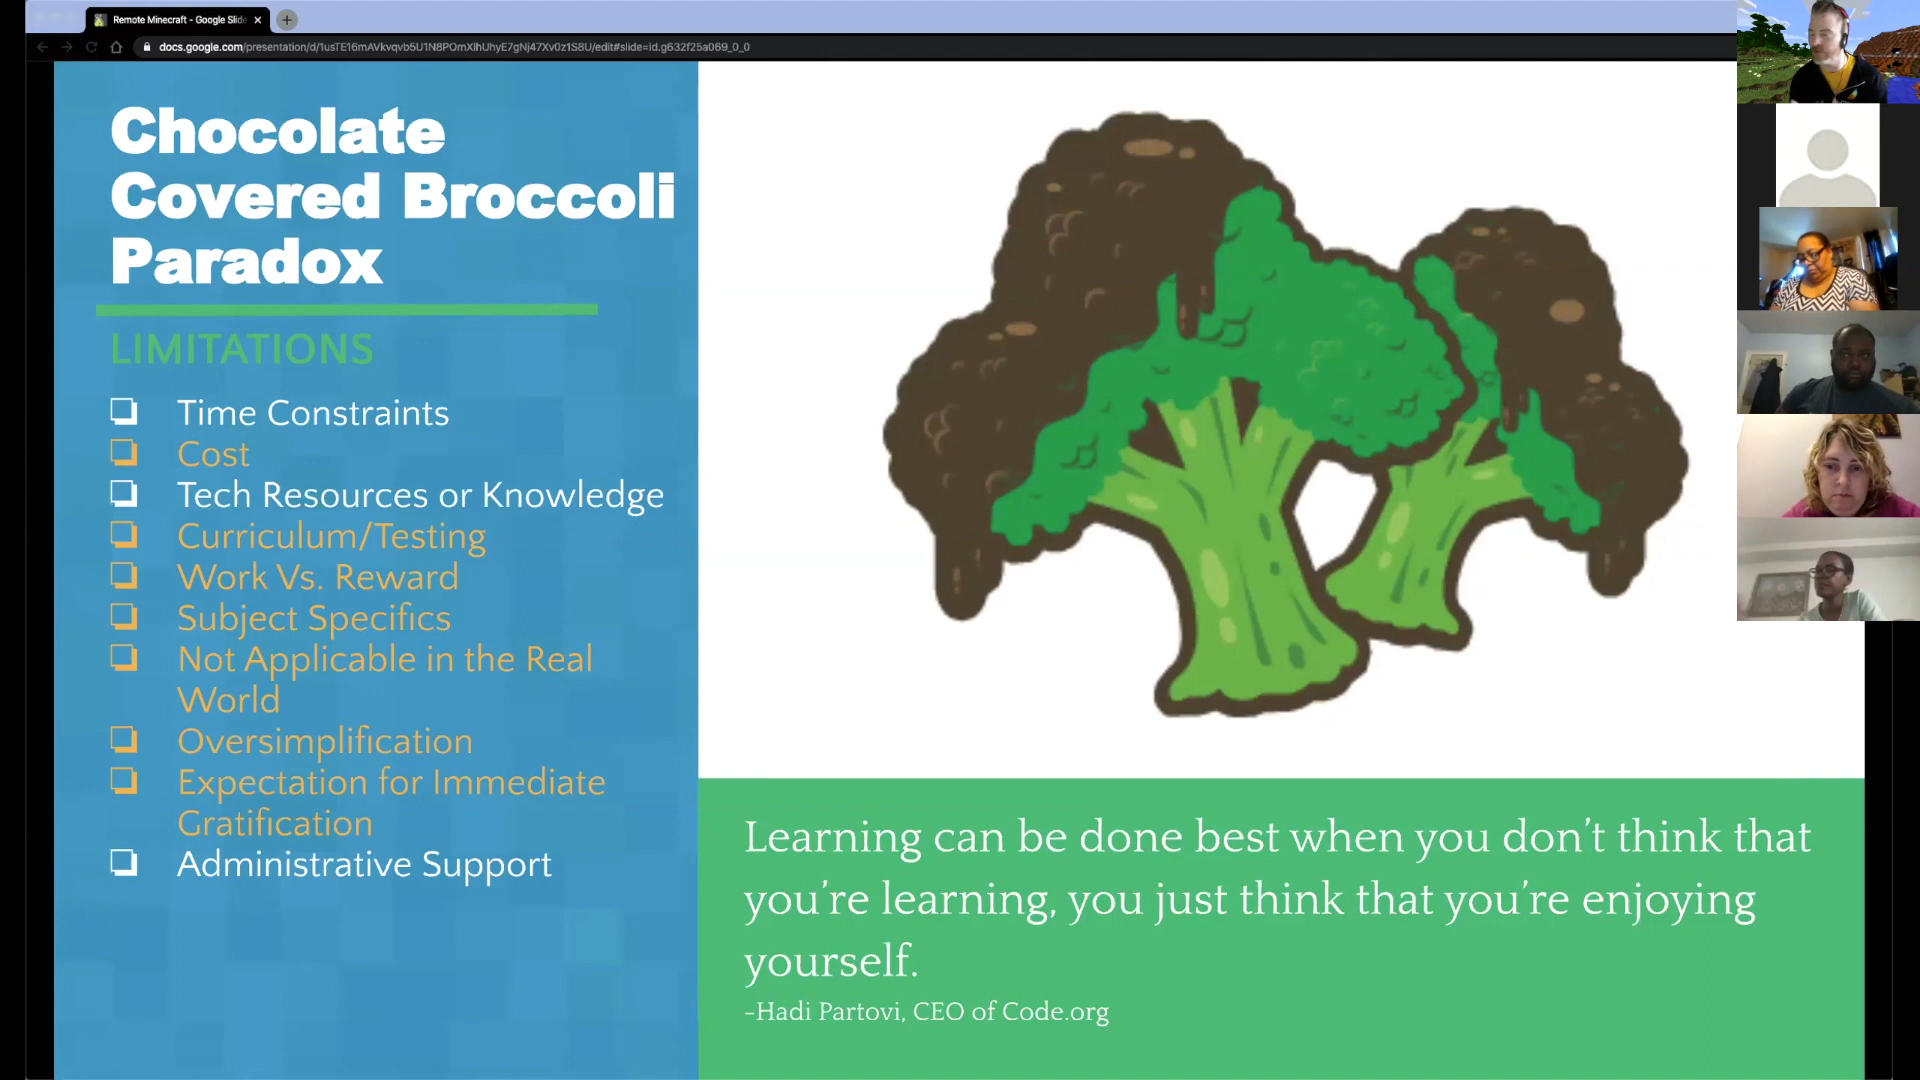 Remote Minecraft - Google Slide
docs.google.com/presentation/d/1usTE16mAVkvqvb5U1N8POmXlhUhyE7gNj47Xv0z1S8U/edit#slide=id.g632f25a069_0_0
Chocolate
Covered Broccoli
Paradox
LIMITATIONS
Time Constraints
Cost
Tech Resources or Knowledge
Curriculum/Testing
Work Vs. Reward
Subject Specifics
Not Applicable in the Real
World
Oversimplification
Expectation for Immediate
Gratification
Administrative Support
Learning can be done best when you don’t think that
you’re learning, you just think that you’re enjoying
yourself.
-Hadi Partovi, CEO of Code.org